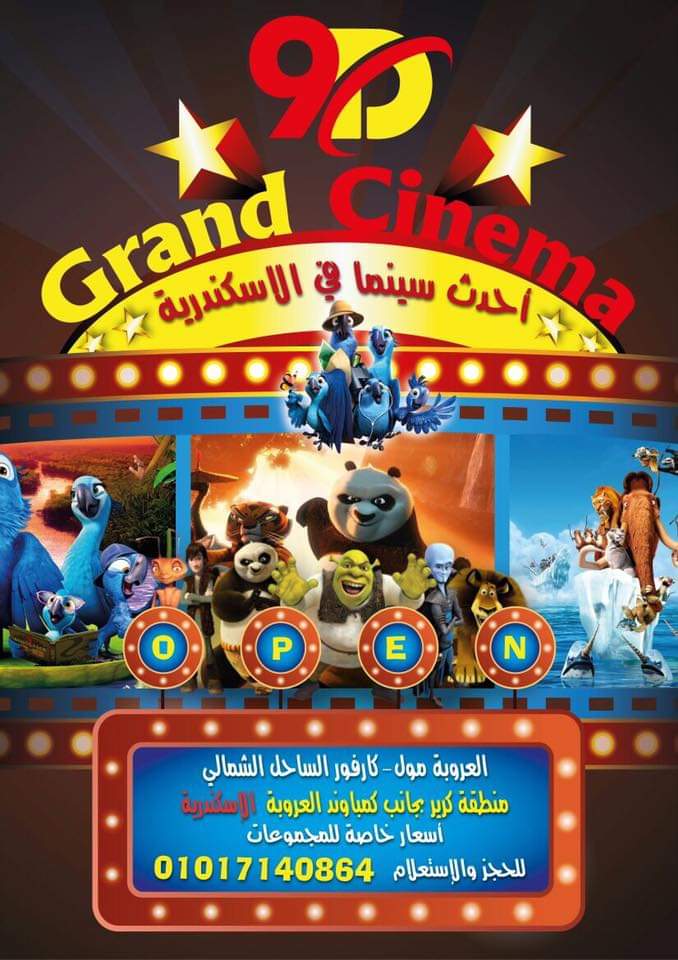 9D
Grand Cinema
أحدث سينما في الاسكندرية
OPEN
العروبة مول - كارفور الساحل الشمالي
منطقة كرير بجانب كمباوند العروبة الاسكندرية
أسعار خاصة للمجموعات
للحجز والإستعلام 01017140864